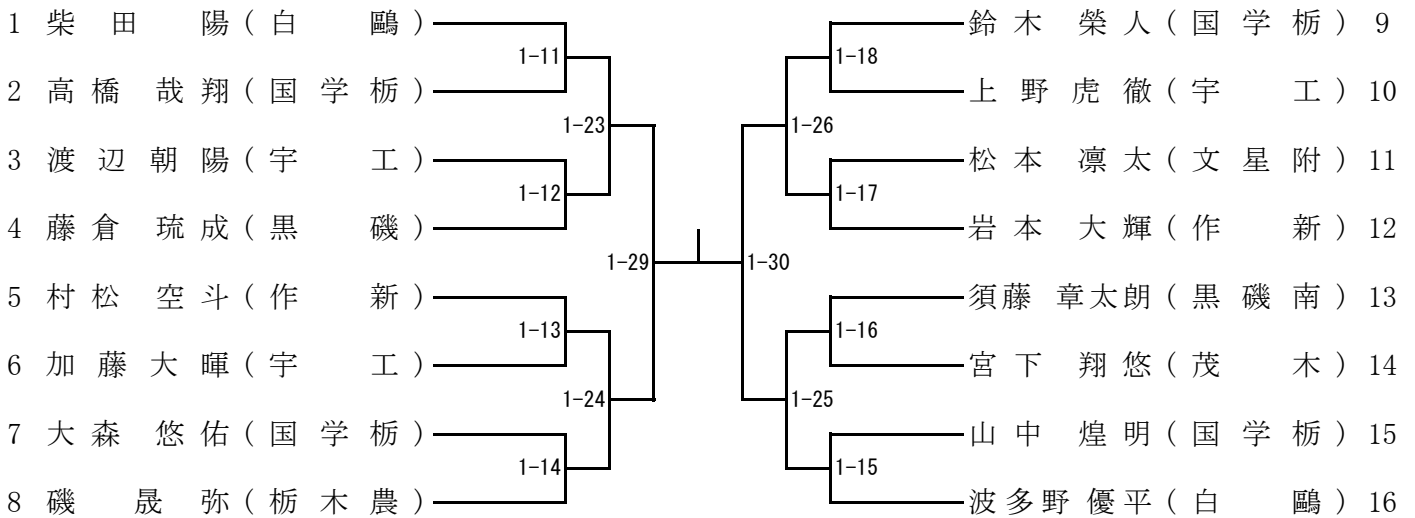 1 柴田 陽(白 鷗)
1-11
2 高橋 哉翔(国学栃)
1-23
3 渡辺朝陽(宇 工)
1-12
4 藤倉 琉成(黒 磯)
1-29
5 村松 空斗(作 新)
1-13
6 加藤大暉(宇 工)
1-24
7 大森 悠佑(国学栃)
1-14
8 磯 晟弥(栃木農)
鈴木 榮人(国学栃) 9
1-18
上野虎徹(宇 工) 10
1-26
松本 凛太(文星附) 11
1-17
岩本 大輝(作 新) 12
1-30
須藤 章太朗(黒磯南) 13
1-16
宮下 翔悠(茂 木) 14
1-25
山中 煌明(国学栃) 15
1-15
波多野優平(白 鷗) 16